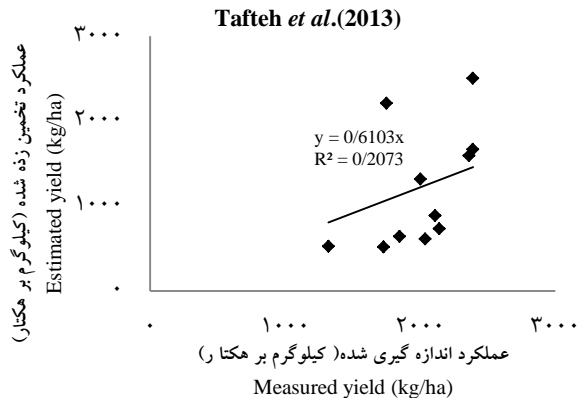 Tafteh et al.(2013)
عملکرد تخمین زده شده (کیلوگرم بر هکتار)
Estimated yield (kg/ha)
۳۰۰۰
۲۰۰۰
۱۰۰۰
۰
y = 0/6103x
R² = 0/2073
۰ ۱۰۰۰ ۲۰۰۰ ۳۰۰۰
عملکرد اندازه گیری شده( کیلوگرم بر هکتا ر)
Measured yield (kg/ha)